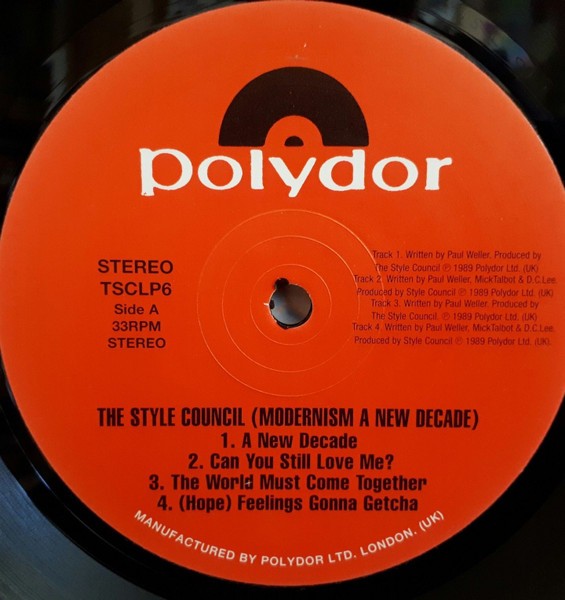 polydor
STEREO
TSCLP6
Side A
33RPM
STEREO
Track 1. Written by Paul Weller. Produced by
The Style Council ℗ 1989 Polydor Ltd. (UK)
Track 2. Written by Paul Weller, MickTalbot & D.C.Lee.
Produced by Style Council ℗ 1989 Polydor Ltd. (UK)
Track 3. Written by Paul Weller. Produced by
The Style Council. ℗ 1989 Polydor Ltd. (UK)
Track 4. Written by Paul Weller, MickTalbot & D.C.Lee.
Produced by Style Council ℗ 1989 Polydor Ltd. (UK).
THE STYLE COUNCIL (MODERNISM A NEW DECADE)
1. A New Decade
2. Can You Still Love Me?
3. The World Must Come Together
4. (Hope) Feelings Gonna Getcha
MANUFACTURED BY POLYDOR LTD. LONDON. (UK)